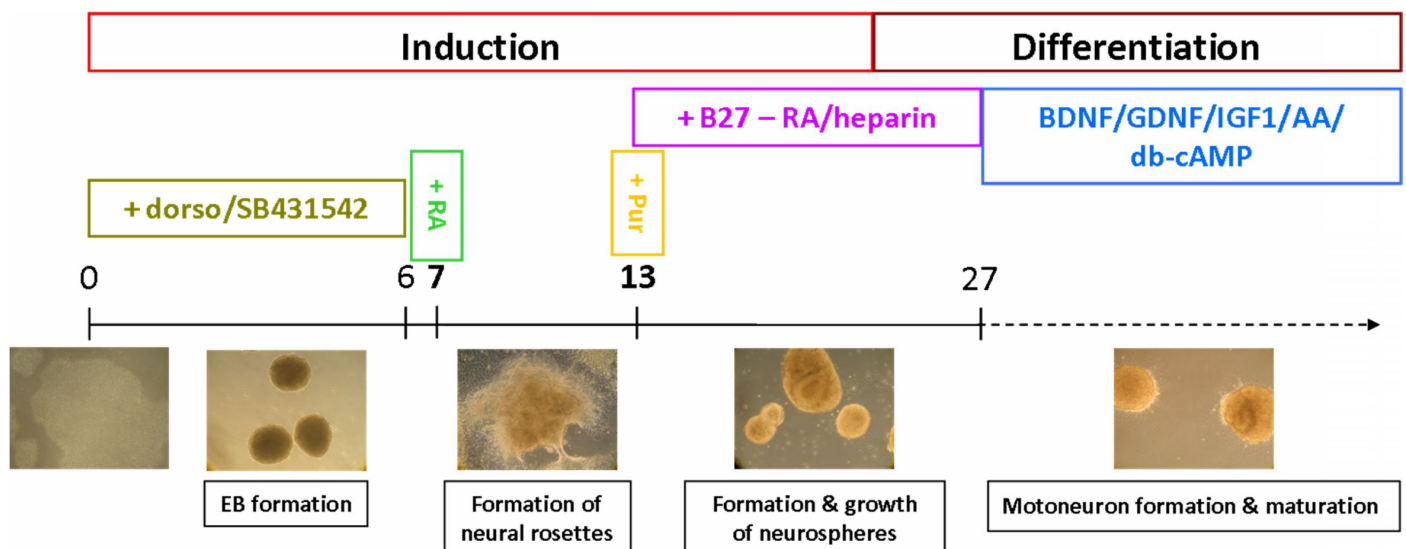 Induction
Differentiation
+ B27 – RA/heparin
BDNF/GDNF/IGF1/AA/
db-cAMP
+ dorso/SB431542
+ RA
+ Pur
0
6
7
13
27
EB formation
Formation of
neural rosettes
Formation & growth
of neurospheres
Motoneuron formation & maturation